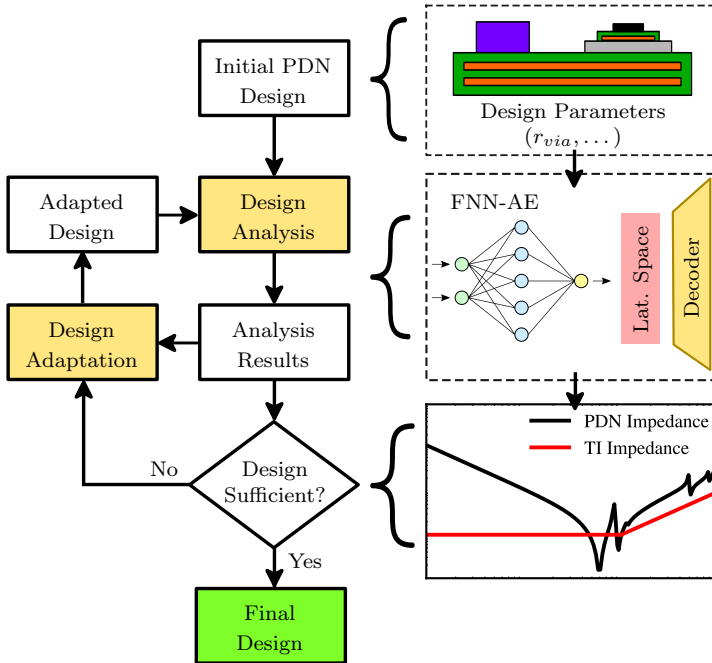 Initial PDN
Design
Design Parameters
(r_via, . . . )
Adapted
Design
Design
Analysis
FNN-AE
Lat. Space
Decoder
Design
Adaptation
Analysis
Results
PDN Impedance
TI Impedance
No
Design
Sufficient?
Yes
Final
Design